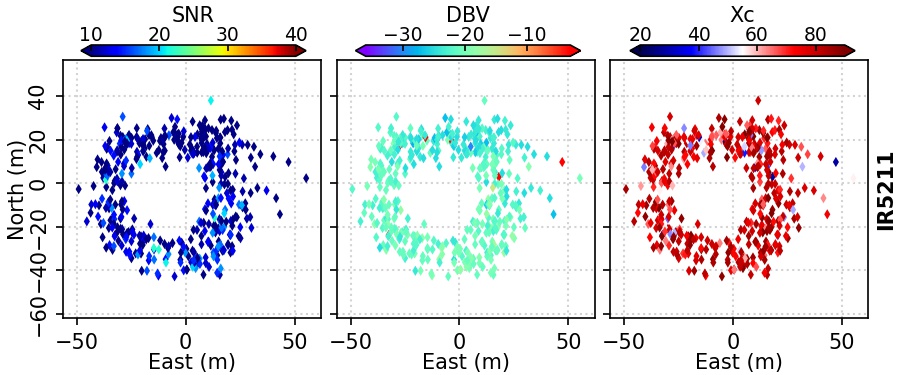 SNR DBV Xc
10 20 30 40 −30 −20 −10 20 40 60 80
40
20
0
−20
−40
−60
North (m)
IR5211
−50 0 50 −50 0 50 −50 0 50
East (m) East (m) East (m)